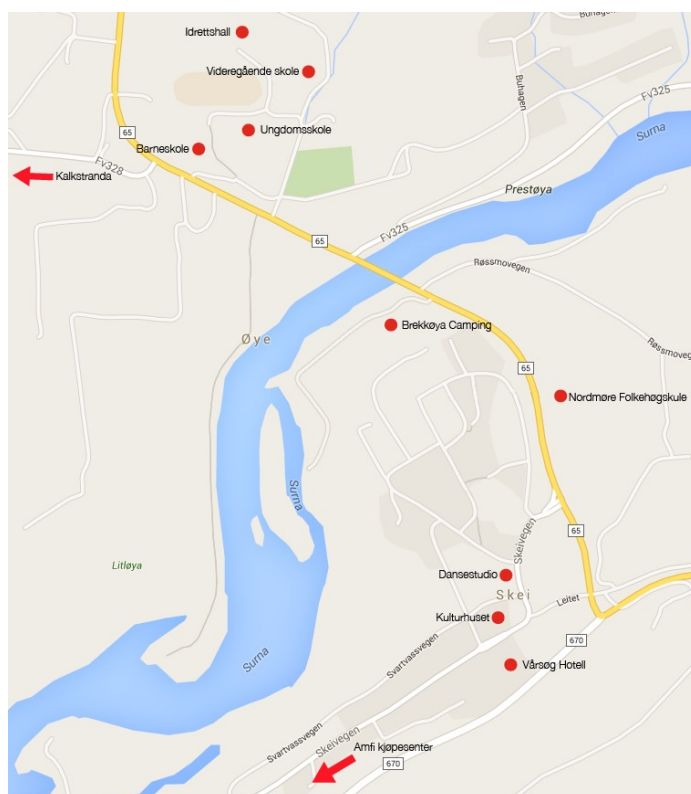 Idrettshall
Buhagen
Videregående skole
Buhagen
Fv325
65
Ungdomsskole
Surna
Barneskole
Fv328
Kalkstranda
Prestøya
Fv325
65
Røssmovegen
Brekkøya Camping
Øye
Røssmovegen
65
Nordmøre Folkehøgskule
Surna
Skeivegen
65
Litløya
Dansestudio
Skei
Leitet
Kulturhuset
670
Surna
Svartvassvegen
Vårsøg Hotell
Svartvassvegen
Skeivegen
Amfi kjøpesenter
670